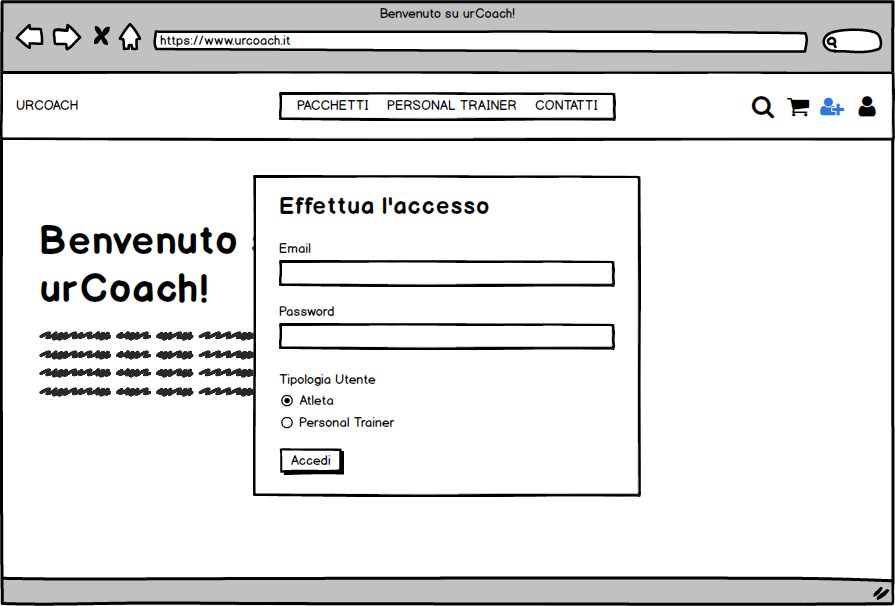 Benvenuto su urCoach!
https://www.urcoach.it
URCOACH
PACCHETTI PERSONAL TRAINER CONTATTI
Effettua l'accesso
Benvenuto
urCoach!
Email
Password
Tipologia Utente
Atleta
Personal Trainer
Accedi